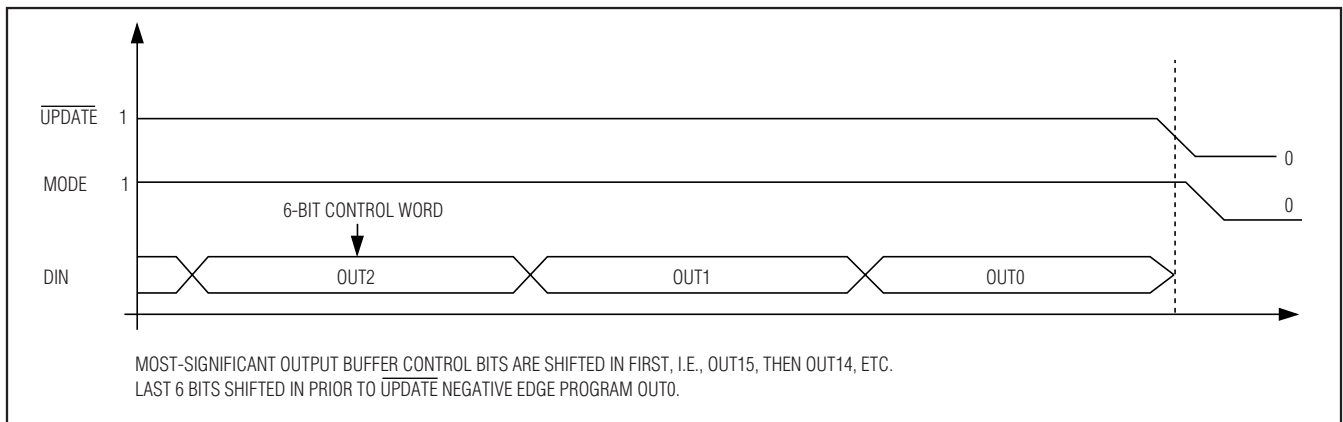 UPDATE 1
0
MODE 1
0
6-BIT CONTROL WORD
DIN OUT2 OUT1 OUT0
MOST-SIGNIFICANT OUTPUT BUFFER CONTROL BITS ARE SHIFTED IN FIRST, I.E., OUT15, THEN OUT14, ETC.
LAST 6 BITS SHIFTED IN PRIOR TO UPDATE NEGATIVE EDGE PROGRAM OUT0.